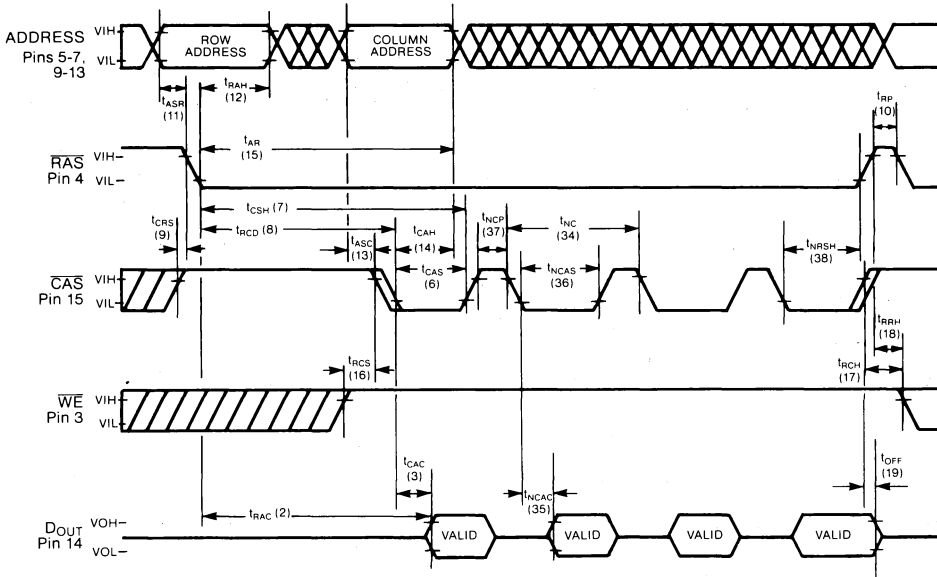 ADDRESS
Pins 5-7,
9-13
VIH
VIL
ROW
ADDRESS
COLUMN
ADDRESS
tASR
(11)
tRAH
(12)
tRP
(10)
tAR
(15)
RAS
Pin 4
VIH
VIL
tCSH (7)
tRCD (8)
tCRS
(9)
tASC
(13)
tCAH
(14)
tCAS
(6)
tNCP
(37)
tNC
(34)
tNCAS
(36)
tNRSH
(38)
CAS
Pin 15
VIH
VIL
tRRH
(18)
tRCS
(16)
tRCH
(17)
WE
Pin 3
VIH
VIL
tCAC
(3)
tNCAC
(35)
tOFF
(19)
tRAC (2)
DOUT
Pin 14
VOH
VOL
VALID VALID VALID VALID